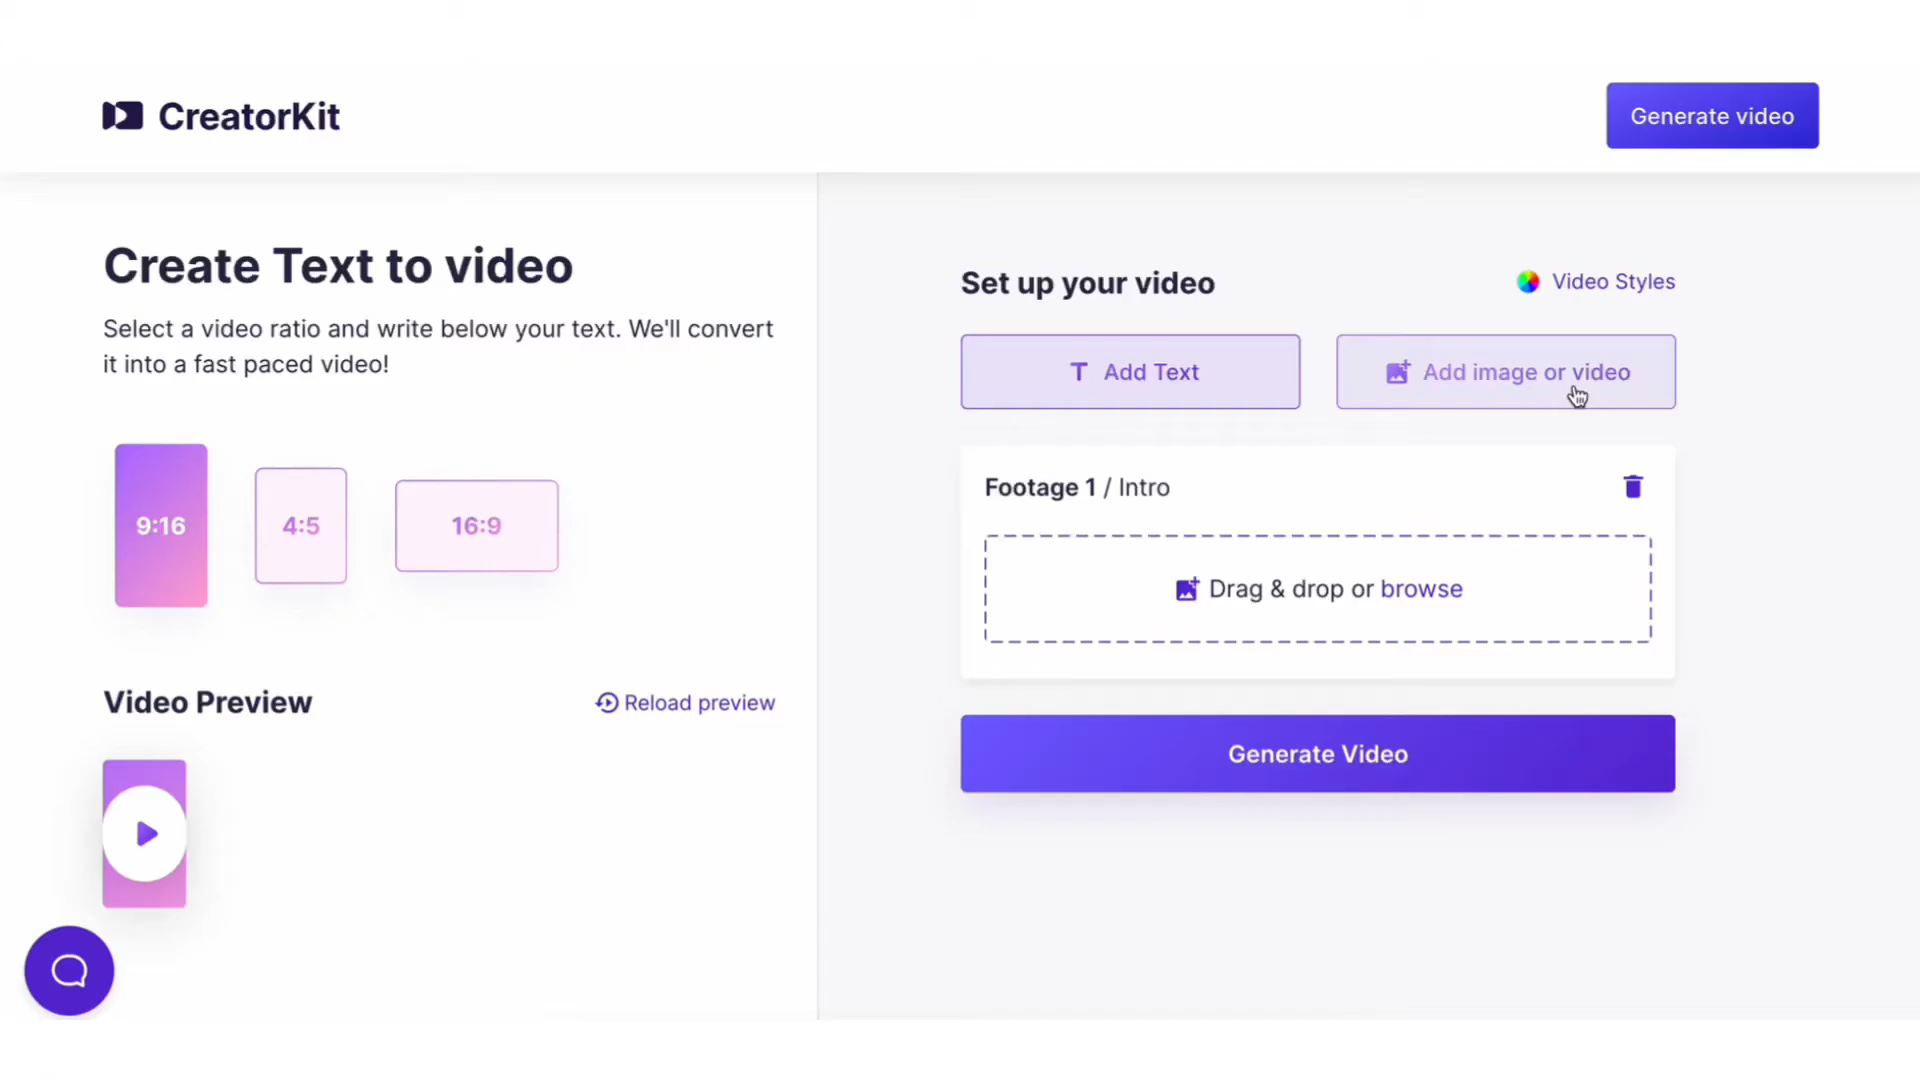 CreatorKit
Generate video
Create Text to video
Select a video ratio and write below your text. We'll convert
it into a fast paced video!
9:16
4:5
16:9
Video Preview
Reload preview
Set up your video
Video Styles
T Add Text
Add image or video
Footage 1 / Intro
Drag & drop or browse
Generate Video